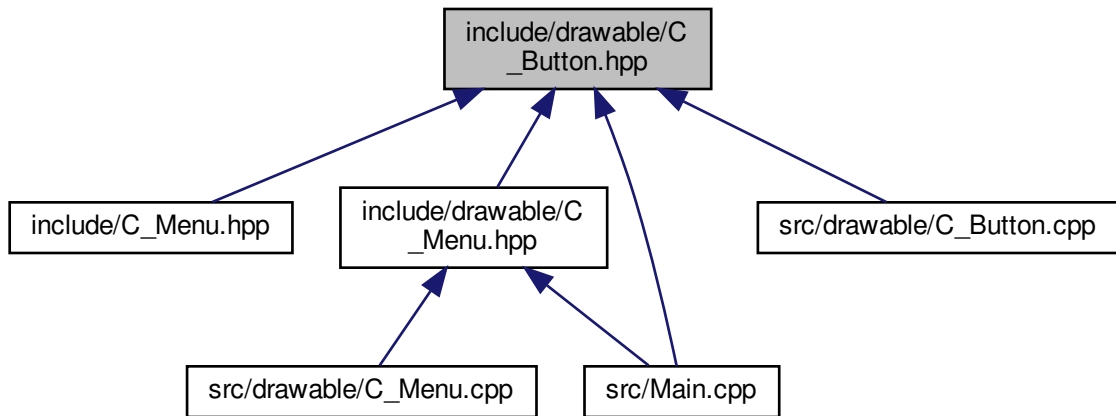 include/drawable/C
_Button.hpp
include/C_Menu.hpp
include/drawable/C
_Menu.hpp
src/drawable/C_Button.cpp
src/drawable/C_Menu.cpp
src/Main.cpp